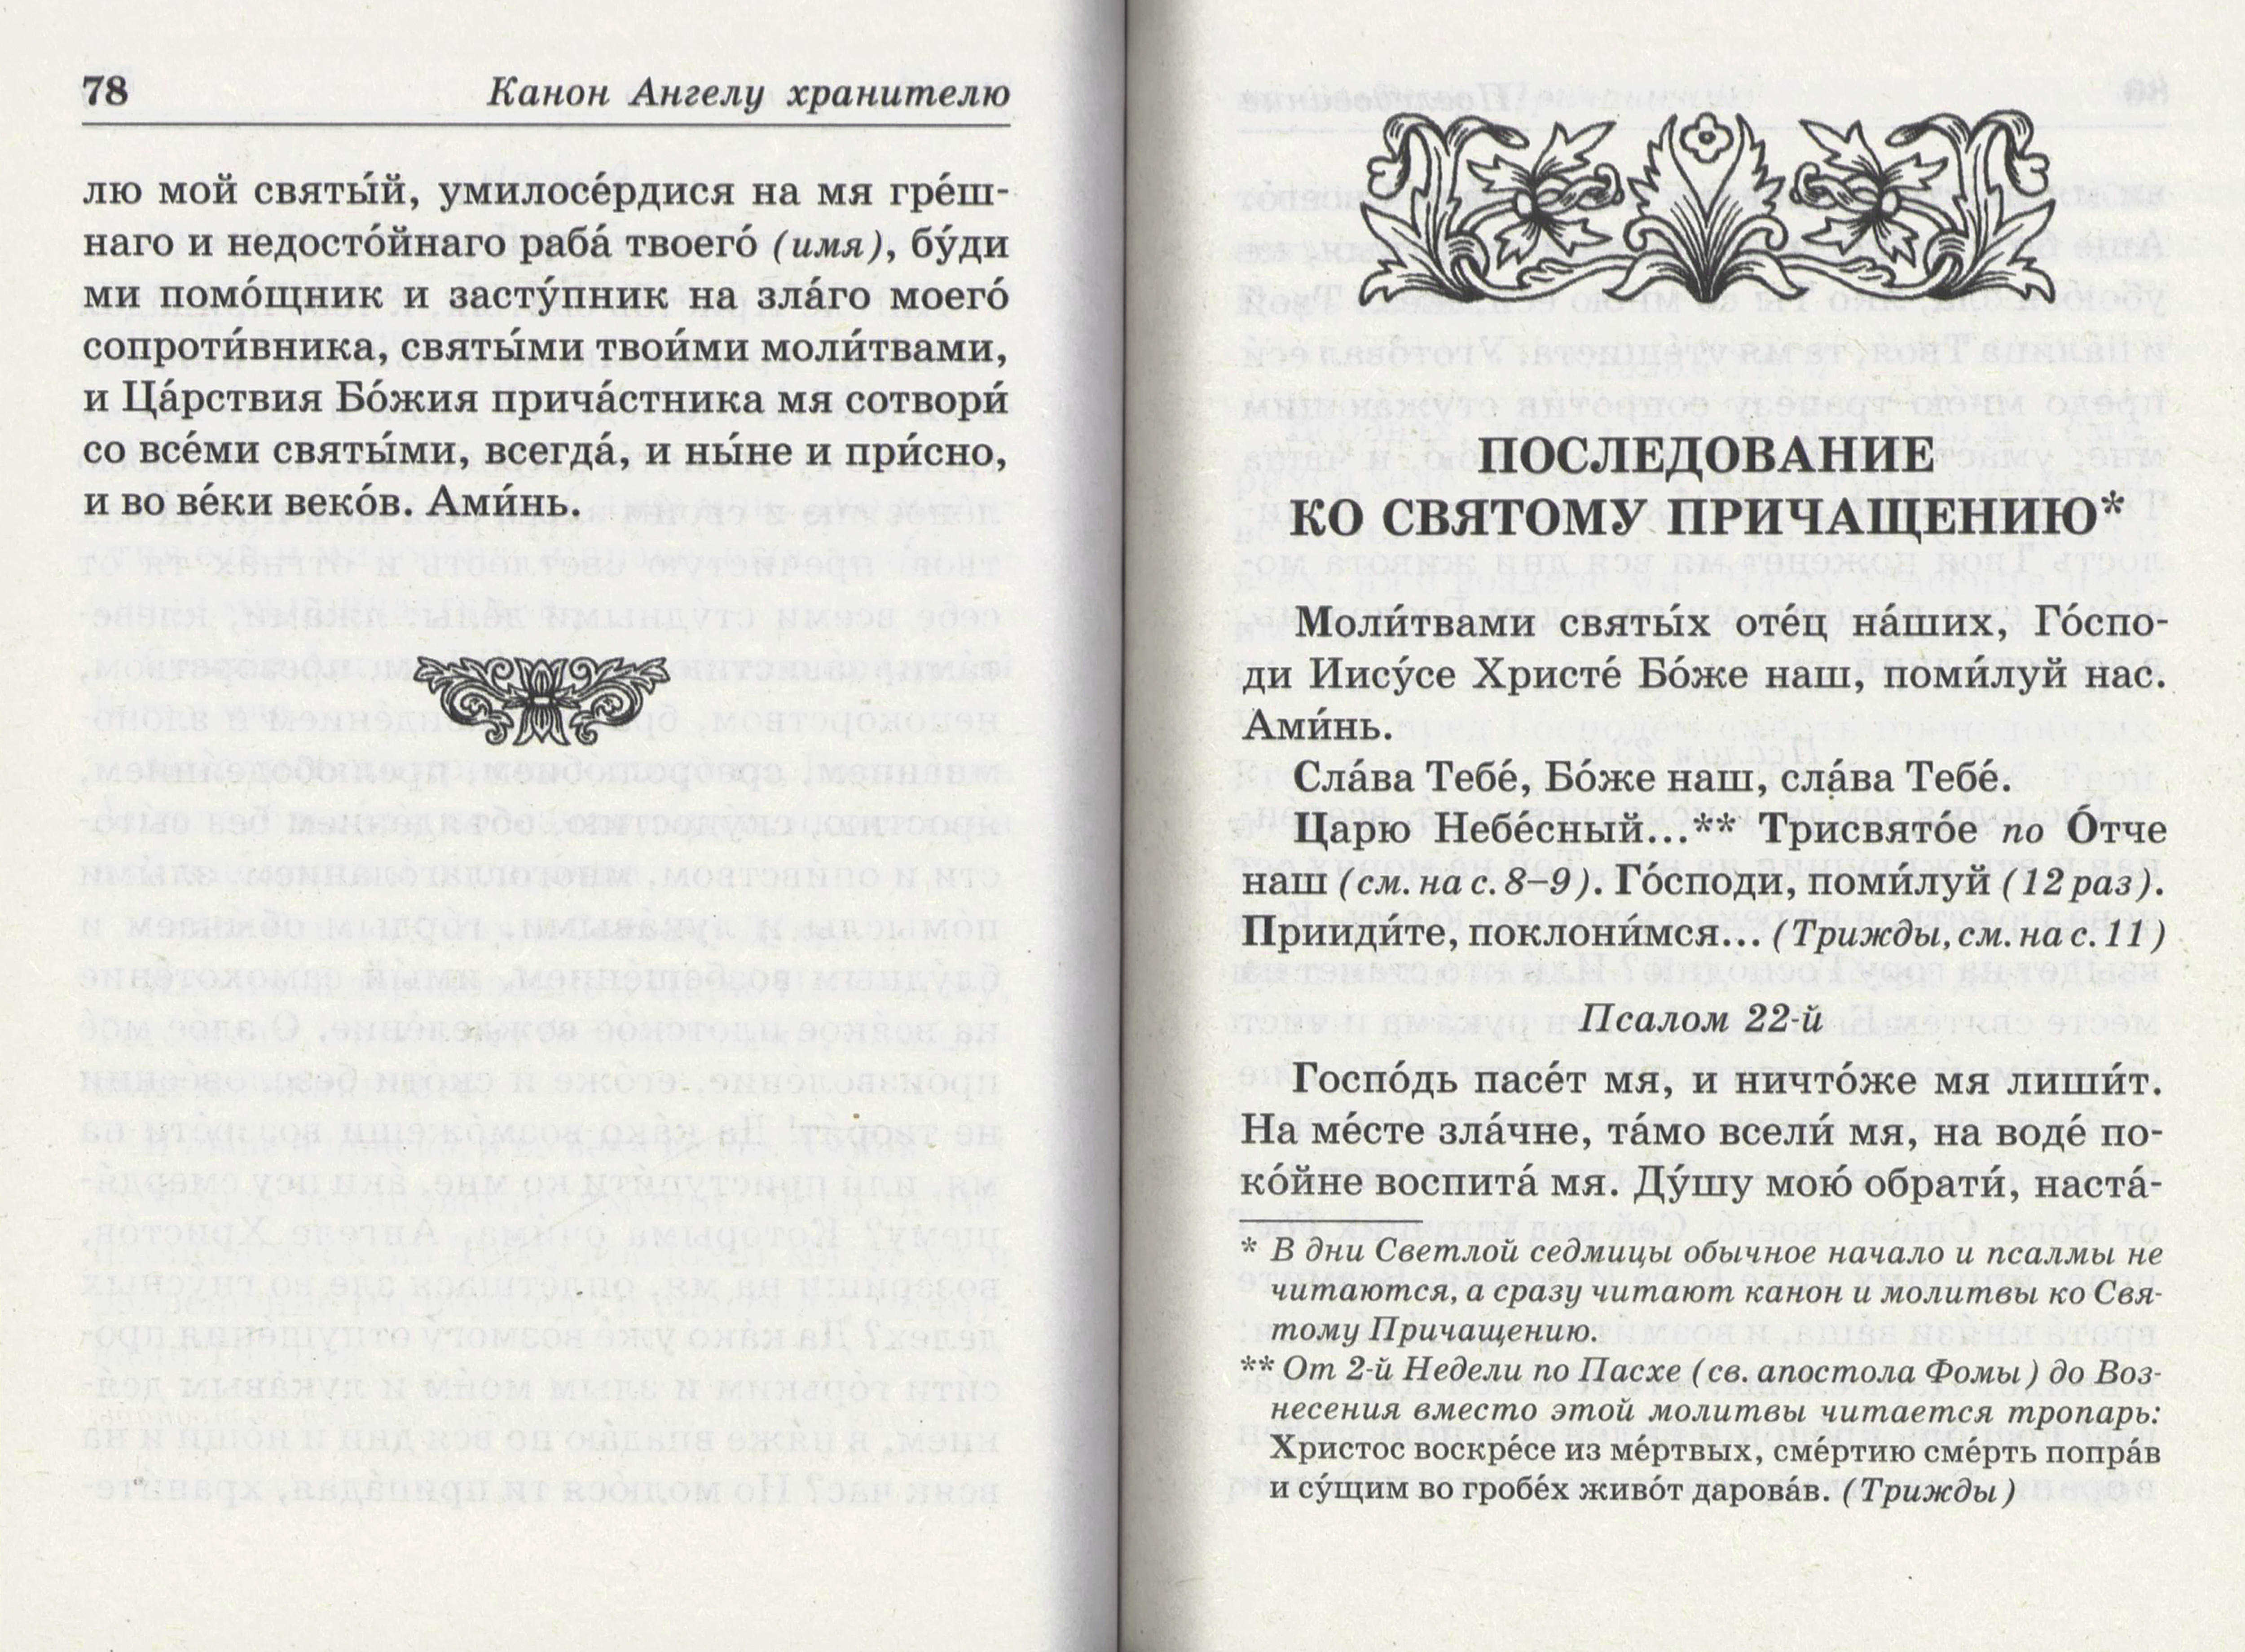 78
Канон Ангелу хранителю
лю мой святы́й, умилосе́рдися на мя гре́ш-
наго и недосто́йнаго раба́ твоего́ (имя), бу́ди
ми помо́щник и засту́пник на зла́го моего́
сопроти́вника, святы́ми твои́ми моли́твами,
и Ца́рствия Бо́жия прича́стника мя сотвори́
со все́ми святы́ми, всегда́, и ны́не и при́сно,
и во ве́ки веко́в. Ами́нь.
ПОСЛЕДОВАНИЕ
КО СВЯТОМУ ПРИЧАЩЕНИЮ*
Моли́твами святы́х оте́ц на́ших, Го́спо-
ди Иису́се Христе́ Бо́же наш, поми́луй нас.
Ами́нь.
Сла́ва Тебе́, Бо́же наш, сла́ва Тебе́.
Царю Небе́сный...** Трисвято́е по О́тче
наш (см. на с. 8–9). Го́споди, поми́луй (12 раз).
Прииди́те, поклони́мся... (Трижды, см. на с. 11)
Псалом 22-й
Госпо́дь пасе́т мя, и ничто́же мя лиши́т.
На ме́сте зла́чне, та́мо всели́ мя, на воде́ по-
ко́йне воспита́ мя. Ду́шу мою́ обрати́, наста́-
* В дни Светлой седмицы обычное начало и псалмы не
читаются, а сразу читают канон и молитвы ко Свя-
тому Причащению.
** От 2-й Недели по Пасхе (св. апостола Фомы) до Воз-
несения вместо этой молитвы читается тропарь:
Христос воскре́се из ме́ртвых, сме́ртию сме́рть попра́в
и су́щим во гробе́х живо́т дарова́в. (Трижды)